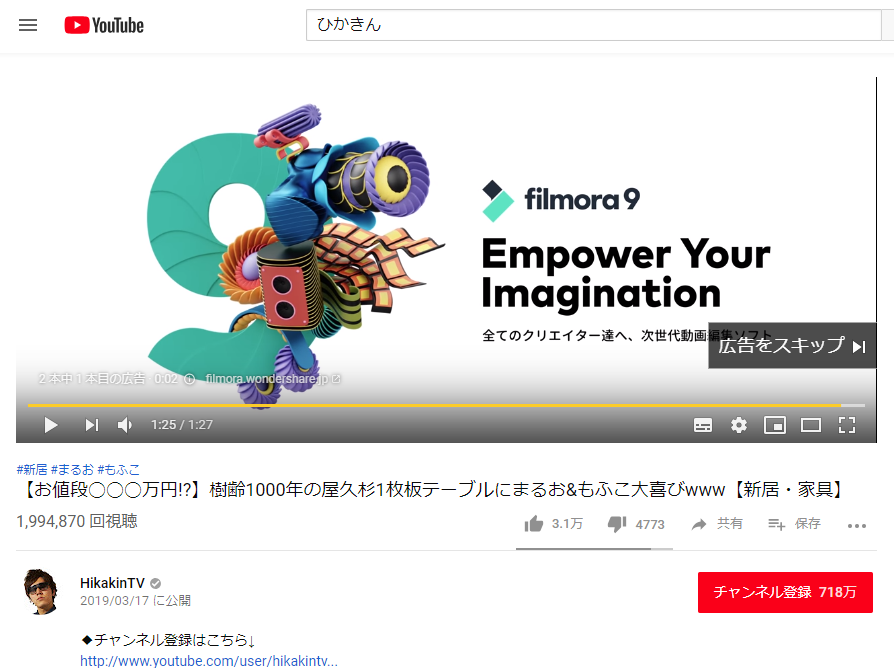 YouTube
ひかきん
filmora 9
Empower Your
Imagination
全てのクリエイター達へ、次世代動画編集ソフト
広告をスキップ
2 本中 1 本目の広告 · 0:02 filmora.wondershare.jp
1:25 / 1:27
#新居 #まるお #もふこ
【お値段〇〇〇万円!?】樹齢1000年の屋久杉1枚板テーブルにまるお&もふこ大喜びwww【新居・家具】
1,994,870 回視聴
3.1万 4773 共有 保存
HikakinTV
2019/03/17 に公開
チャンネル登録 718万
◆チャンネル登録はこちら↓
http://www.youtube.com/user/hikakintv...